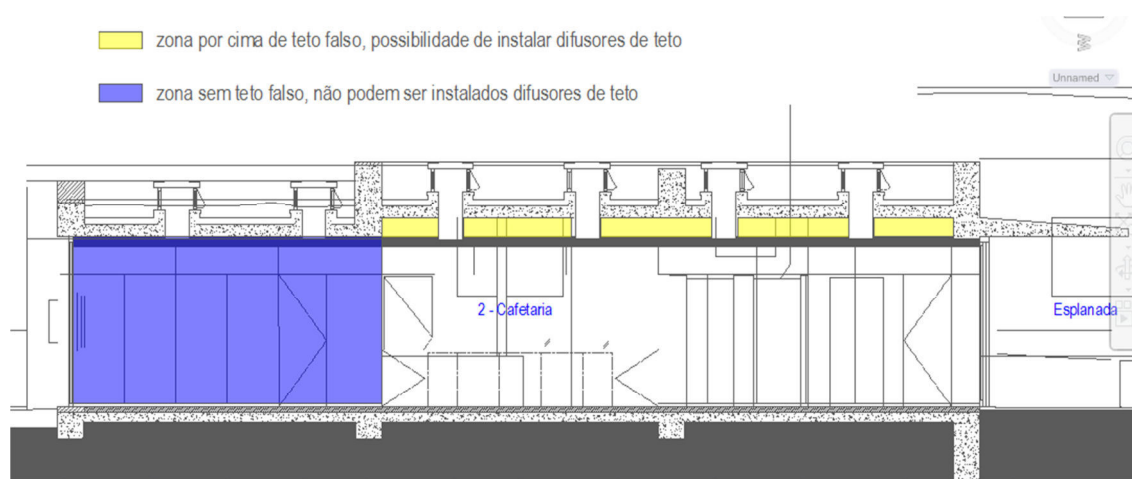 zona por cima de teto falso, possibilidade de instalar difusores de teto
W
zona sem teto falso, não podem ser instalados difusores de teto
Unnamed
2 - Cafetaria
Esplanada